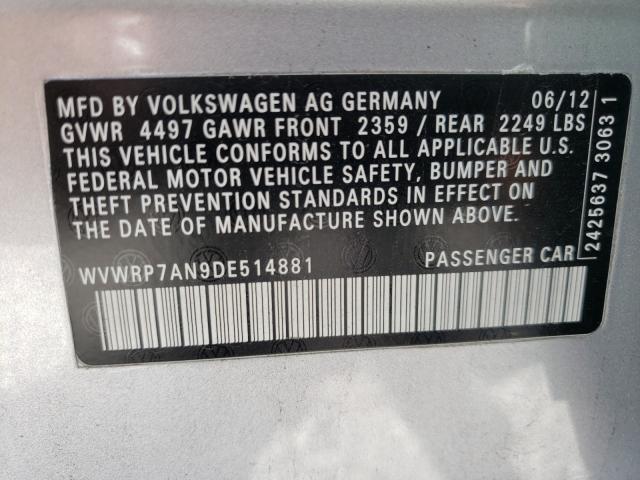 MFD BY VOLKSWAGEN AG GERMANY 06/12
GVWR 4497 GAWR FRONT 2359 / REAR 2249 LBS
THIS VEHICLE CONFORMS TO ALL APPLICABLE U.S.
FEDERAL MOTOR VEHICLE SAFETY, BUMPER AND
THEFT PREVENTION STANDARDS IN EFFECT ON
THE DATE OF MANUFACTURE SHOWN ABOVE.
WVWRP7AN9DE514881 PASSENGER CAR
2425637 3063 1